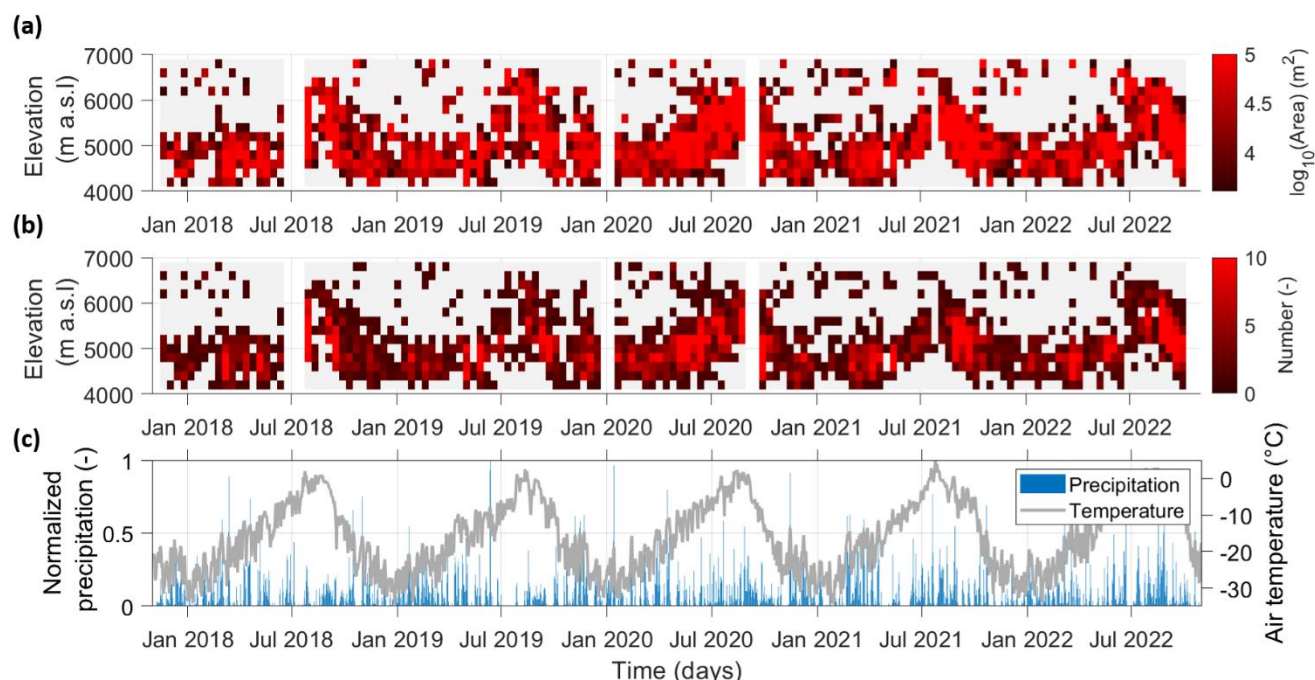 (a)
7000
6000
5000
4000
Elevation
(m a.s.l)
Jan 2018 Jul 2018 Jan 2019 Jul 2019 Jan 2020 Jul 2020 Jan 2021 Jul 2021 Jan 2022 Jul 2022
5
4.5
4
log10(Area) (m2)
(b)
7000
6000
5000
4000
Elevation
(m a.s.l)
Jan 2018 Jul 2018 Jan 2019 Jul 2019 Jan 2020 Jul 2020 Jan 2021 Jul 2021 Jan 2022 Jul 2022
10
5
0
Number (-)
(c)
1
0.5
0
Normalized
precipitation (-)
Precipitation
Temperature
0
-10
-20
-30
Air temperature (°C)
Jan 2018 Jul 2018 Jan 2019 Jul 2019 Jan 2020 Jul 2020 Jan 2021 Jul 2021 Jan 2022 Jul 2022
Time (days)